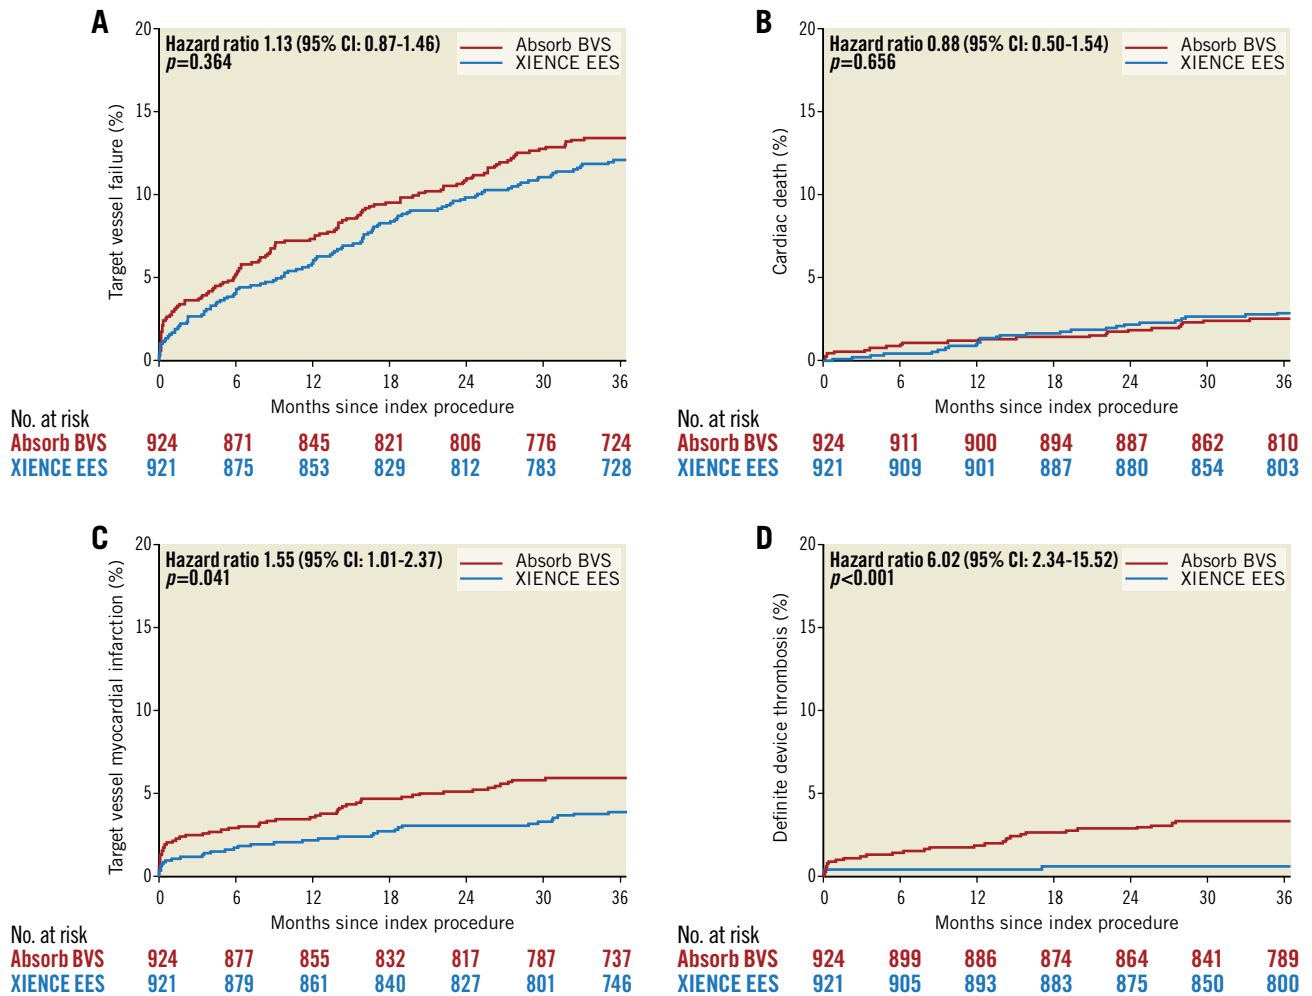 A
Hazard ratio 1.13 (95% CI: 0.87-1.46)
p=0.364
Absorb BVS
XIENCE EES
Target vessel failure (%)
20
15
10
5
0
0 6 12 18 24 30 36
Months since index procedure
No. at risk
Absorb BVS 924 871 845 821 806 776 724
XIENCE EES 921 875 853 829 812 783 728
B
Hazard ratio 0.88 (95% CI: 0.50-1.54)
p=0.656
Absorb BVS
XIENCE EES
Cardiac death (%)
20
15
10
5
0
0 6 12 18 24 30 36
Months since index procedure
No. at risk
Absorb BVS 924 911 900 894 887 862 810
XIENCE EES 921 909 901 887 880 854 803
C
Hazard ratio 1.55 (95% CI: 1.01-2.37)
p=0.041
Absorb BVS
XIENCE EES
Target vessel myocardial infarction (%)
20
15
10
5
0
0 6 12 18 24 30 36
Months since index procedure
No. at risk
Absorb BVS 924 877 855 832 817 787 737
XIENCE EES 921 879 861 840 827 801 746
D
Hazard ratio 6.02 (95% CI: 2.34-15.52)
p<0.001
Absorb BVS
XIENCE EES
Definite device thrombosis (%)
20
15
10
5
0
0 6 12 18 24 30 36
Months since index procedure
No. at risk
Absorb BVS 924 899 886 874 864 841 789
XIENCE EES 921 905 893 883 875 850 800